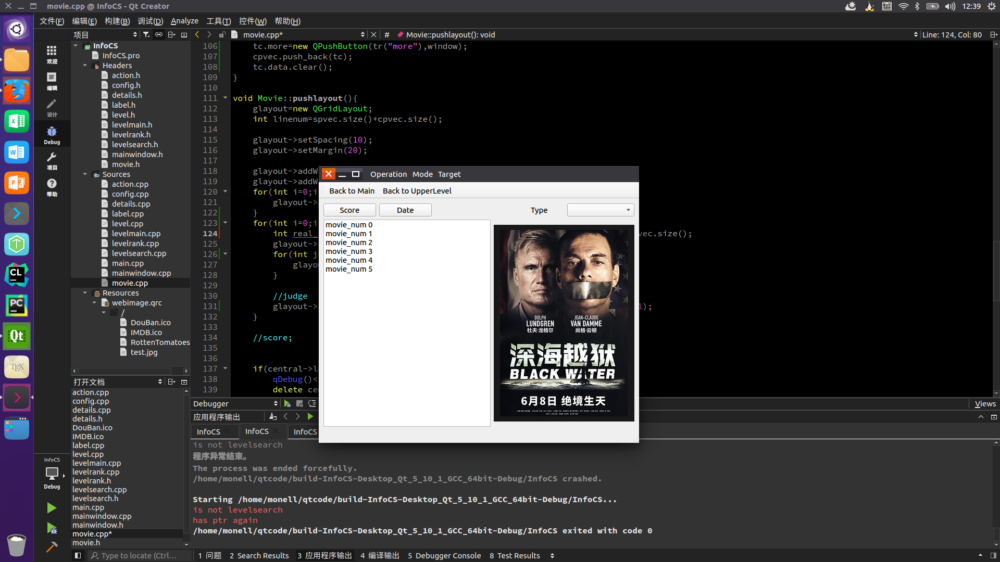 movie.cpp @ InfoCS - Qt Creator
12:39
文件(F) 编辑(E) 构建(B) 调试(D) Analyze 工具(T) 控件(W) 帮助(H)
项目
movie.cpp*
#
Movie::pushlayout(): void
Line: 124, Col: 80
欢迎
编辑
设计
Debug
项目
帮助
InfoCS
InfoCS.pro
Headers
action.h
config.h
details.h
label.h
level.h
levelmain.h
levelrank.h
levelsearch.h
mainwindow.h
movie.h
Sources
action.cpp
config.cpp
details.cpp
label.cpp
level.cpp
levelmain.cpp
levelrank.cpp
levelsearch.cpp
main.cpp
mainwindow.cpp
movie.cpp
Resources
webimage.qrc
/
DouBan.ico
IMDB.ico
RottenTomatoes
test.jpg
106 tc.more=new QPushButton(tr("more"),window);
107 cpvec.push_back(tc);
108 tc.data.clear();
109 }
110
111 void Movie::pushlayout(){
112 glayout=new QGridLayout;
113 int linenum=spvec.size()+cpvec.size();
114
115 glayout->setSpacing(10);
116 glayout->setMargin(20);
117
118 glayout->addW
119 glayout->addW
120 for(int i=0;i
121 glayout->
122 }
123 for(int i=0;i
124 int real_ vec.size();
125 glayout->
126 for(int j
127 glayou
128 }
129
130 //judge
131 glayout-> );
132 }
133
134 //score;
135
136
137 if(central->la
138 qDebug()<
139 delete ce
Operation Mode Target
Back to Main Back to UpperLevel
Score Date Type
movie_num 0
movie_num 1
movie_num 2
movie_num 3
movie_num 4
movie_num 5
DOLPH
LUNDGREN
杜夫·龙格尔
JEAN-CLAUDE
VAN DAMME
尚格·云顿
深海越狱
BLACK WATER
6月8日 绝境生天
打开文档
action.cpp
config.cpp
details.cpp
details.h
DouBan.ico
IMDB.ico
label.cpp
level.cpp
levelmain.cpp
levelrank.cpp
levelrank.h
levelsearch.cpp
levelsearch.h
main.cpp
mainwindow.cpp
mainwindow.h
movie.cpp*
movie.h
Debugger
Views
应用程序输出
InfoCS InfoCS InfoCS
is not levelsearch
程序异常结束。
The process was ended forcefully.
/home/monell/qtcode/build-InfoCS-Desktop_Qt_5_10_1_GCC_64bit-Debug/InfoCS crashed.
Starting /home/monell/qtcode/build-InfoCS-Desktop_Qt_5_10_1_GCC_64bit-Debug/InfoCS...
is not levelsearch
has ptr again
/home/monell/qtcode/build-InfoCS-Desktop_Qt_5_10_1_GCC_64bit-Debug/InfoCS exited with code 0
InfoCS
Debug
Type to locate (Ctrl...
1 问题 2 Search Results 3 应用程序输出 4 编译输出 5 Debugger Console 8 Test Results
X
W
P
CL
PC
Qt
TEX